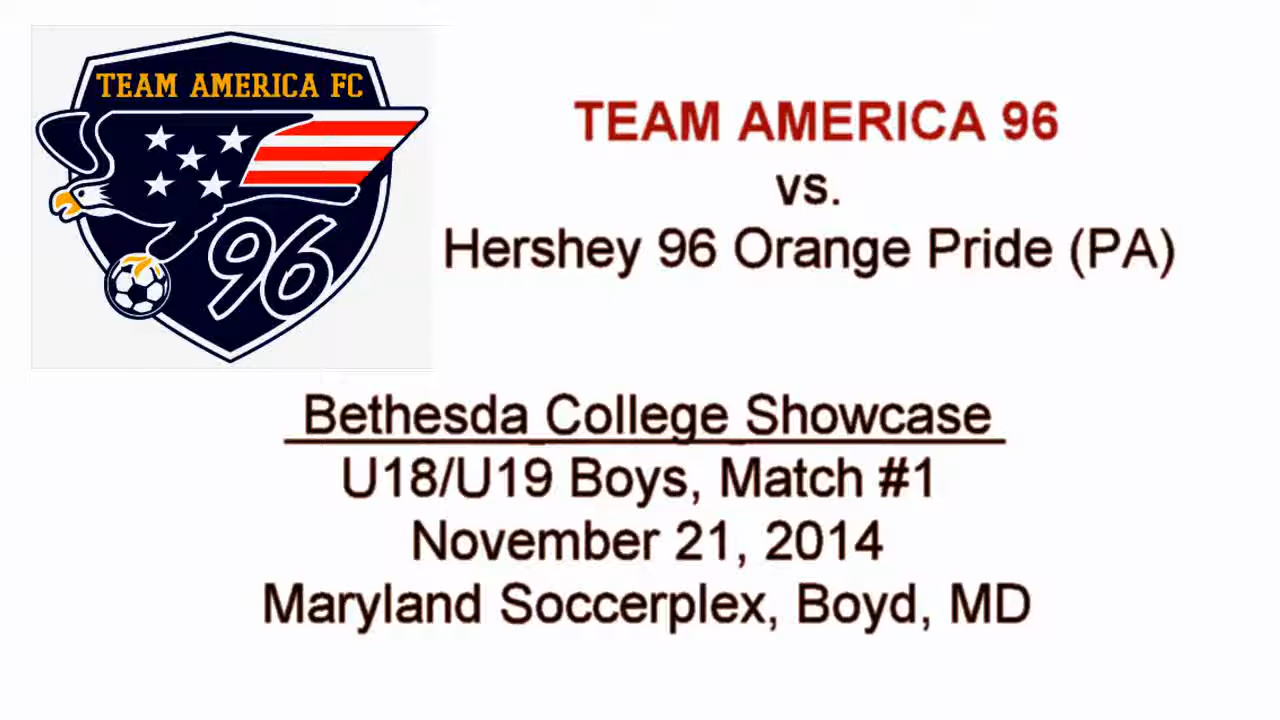 TEAM AMERICA FC
96
TEAM AMERICA 96
vs.
Hershey 96 Orange Pride (PA)
Bethesda College Showcase
U18/U19 Boys, Match #1
November 21, 2014
Maryland Soccerplex, Boyd, MD